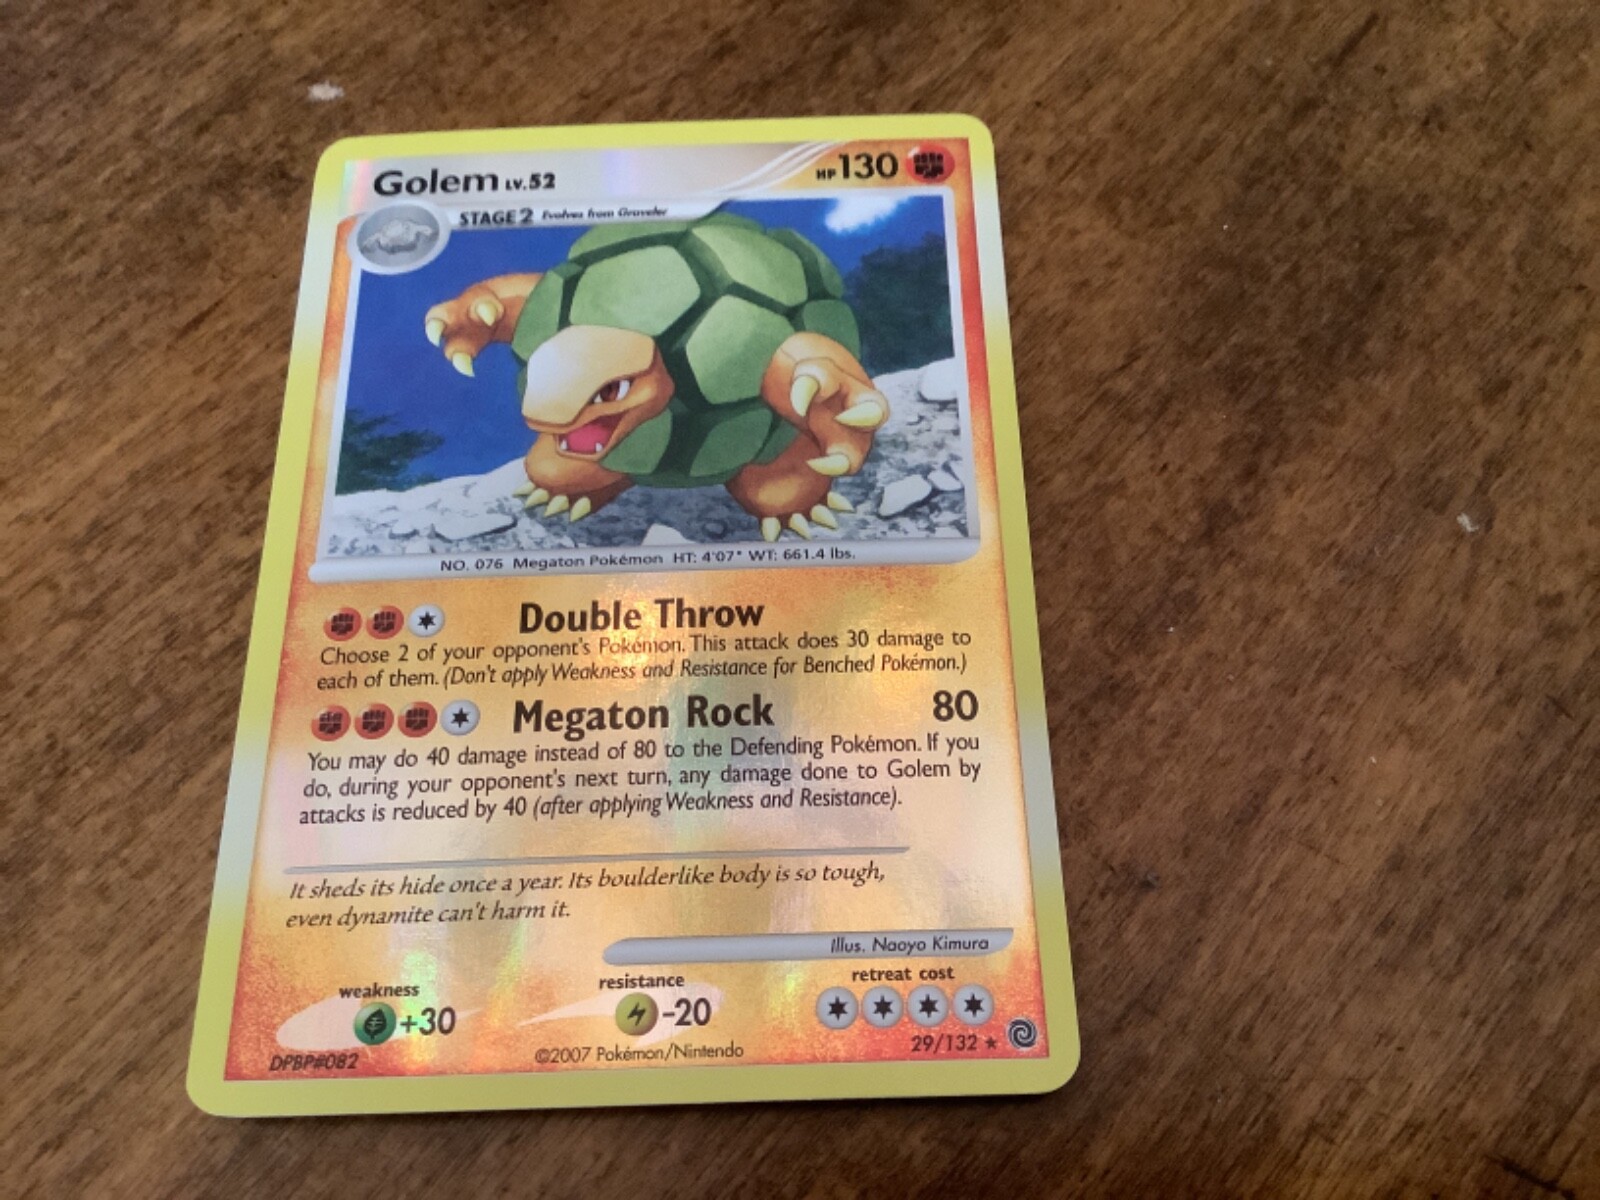 Golem LV.52
HP 130
STAGE 2 Evolves from Graveler
NO. 076 Megaton Pokémon HT: 4'07" WT: 661.4 lbs.
Double Throw
Choose 2 of your opponent's Pokémon. This attack does 30 damage to
each of them. (Don't apply Weakness and Resistance for Benched Pokémon.)
Megaton Rock 80
You may do 40 damage instead of 80 to the Defending Pokémon. If you
do, during your opponent's next turn, any damage done to Golem by
attacks is reduced by 40 (after applying Weakness and Resistance).
It sheds its hide once a year. Its boulderlike body is so tough,
even dynamite can't harm it.
Illus. Naoyo Kimura
weakness
+30
resistance
-20
retreat cost
DPBP#082
©2007 Pokémon/Nintendo
29/132 ★